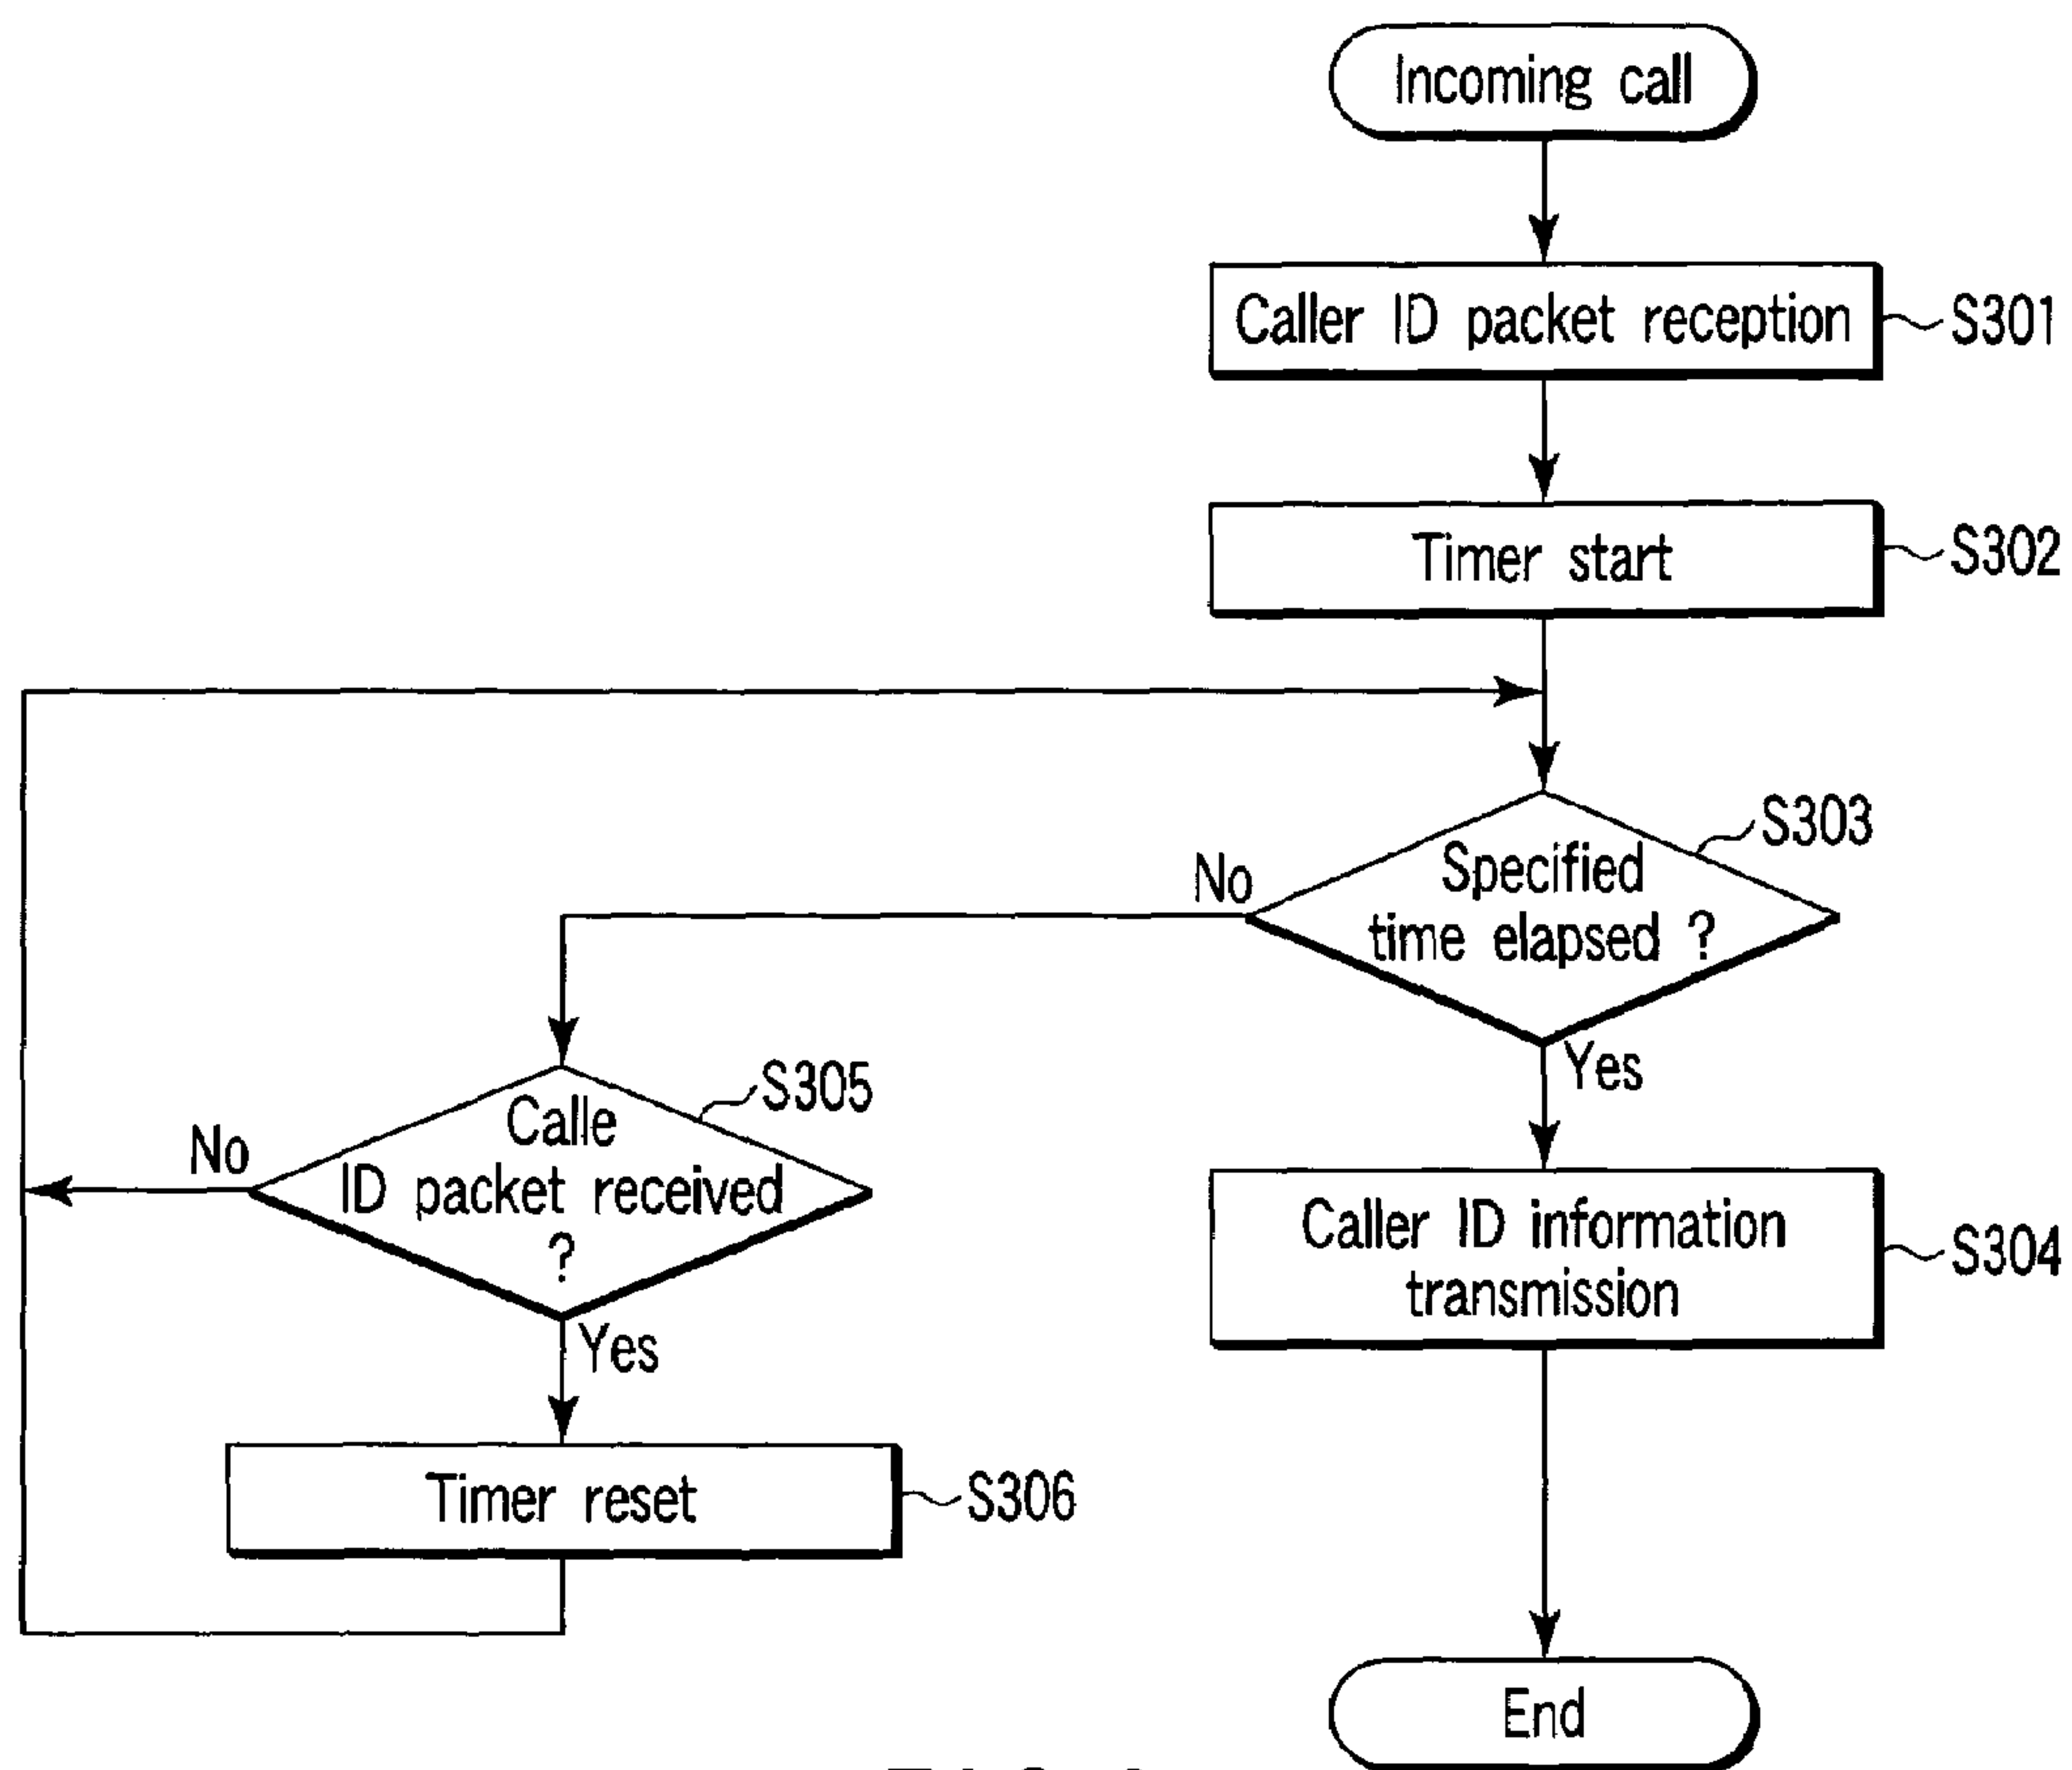 Incoming call
Caller ID packet reception
S301
Timer start
S302
S303
Specified
time elapsed ?
No
Yes
S305
Calle
ID packet received
?
No
Yes
Caller ID information
transmission
S304
Timer reset
S306
End